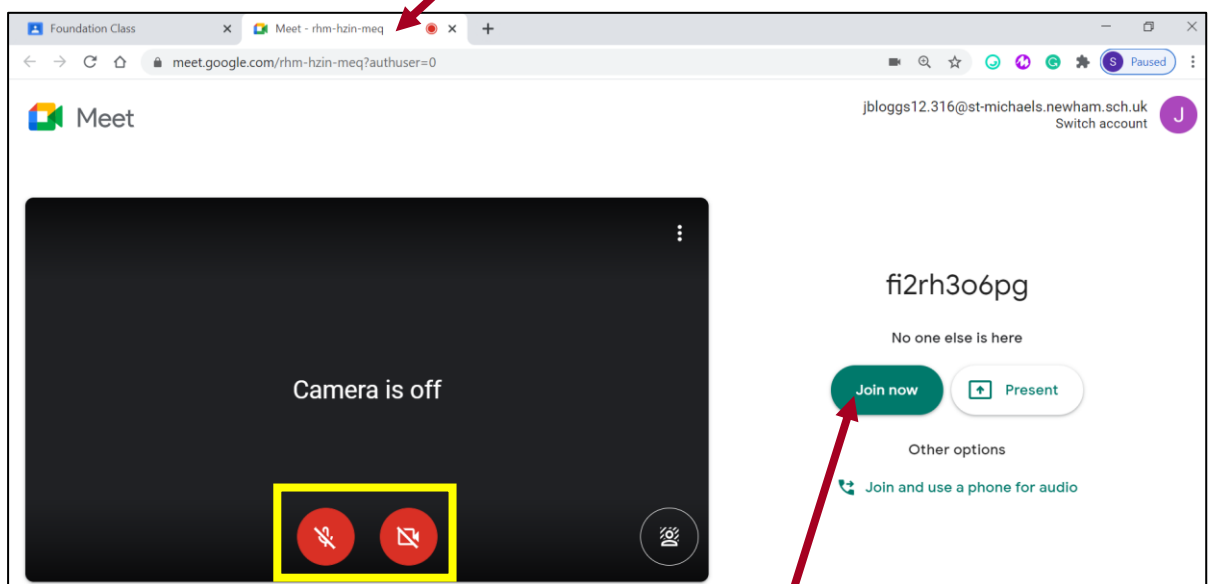 Foundation Class
Meet - rhm-hzin-meq
meet.google.com/rhm-hzin-meq?authuser=0
S Paused
Meet
jbloggs12.316@st-michaels.newham.sch.uk
Switch account
J
Camera is off
fi2rh3o6pg
No one else is here
Join now
Present
Other options
Join and use a phone for audio